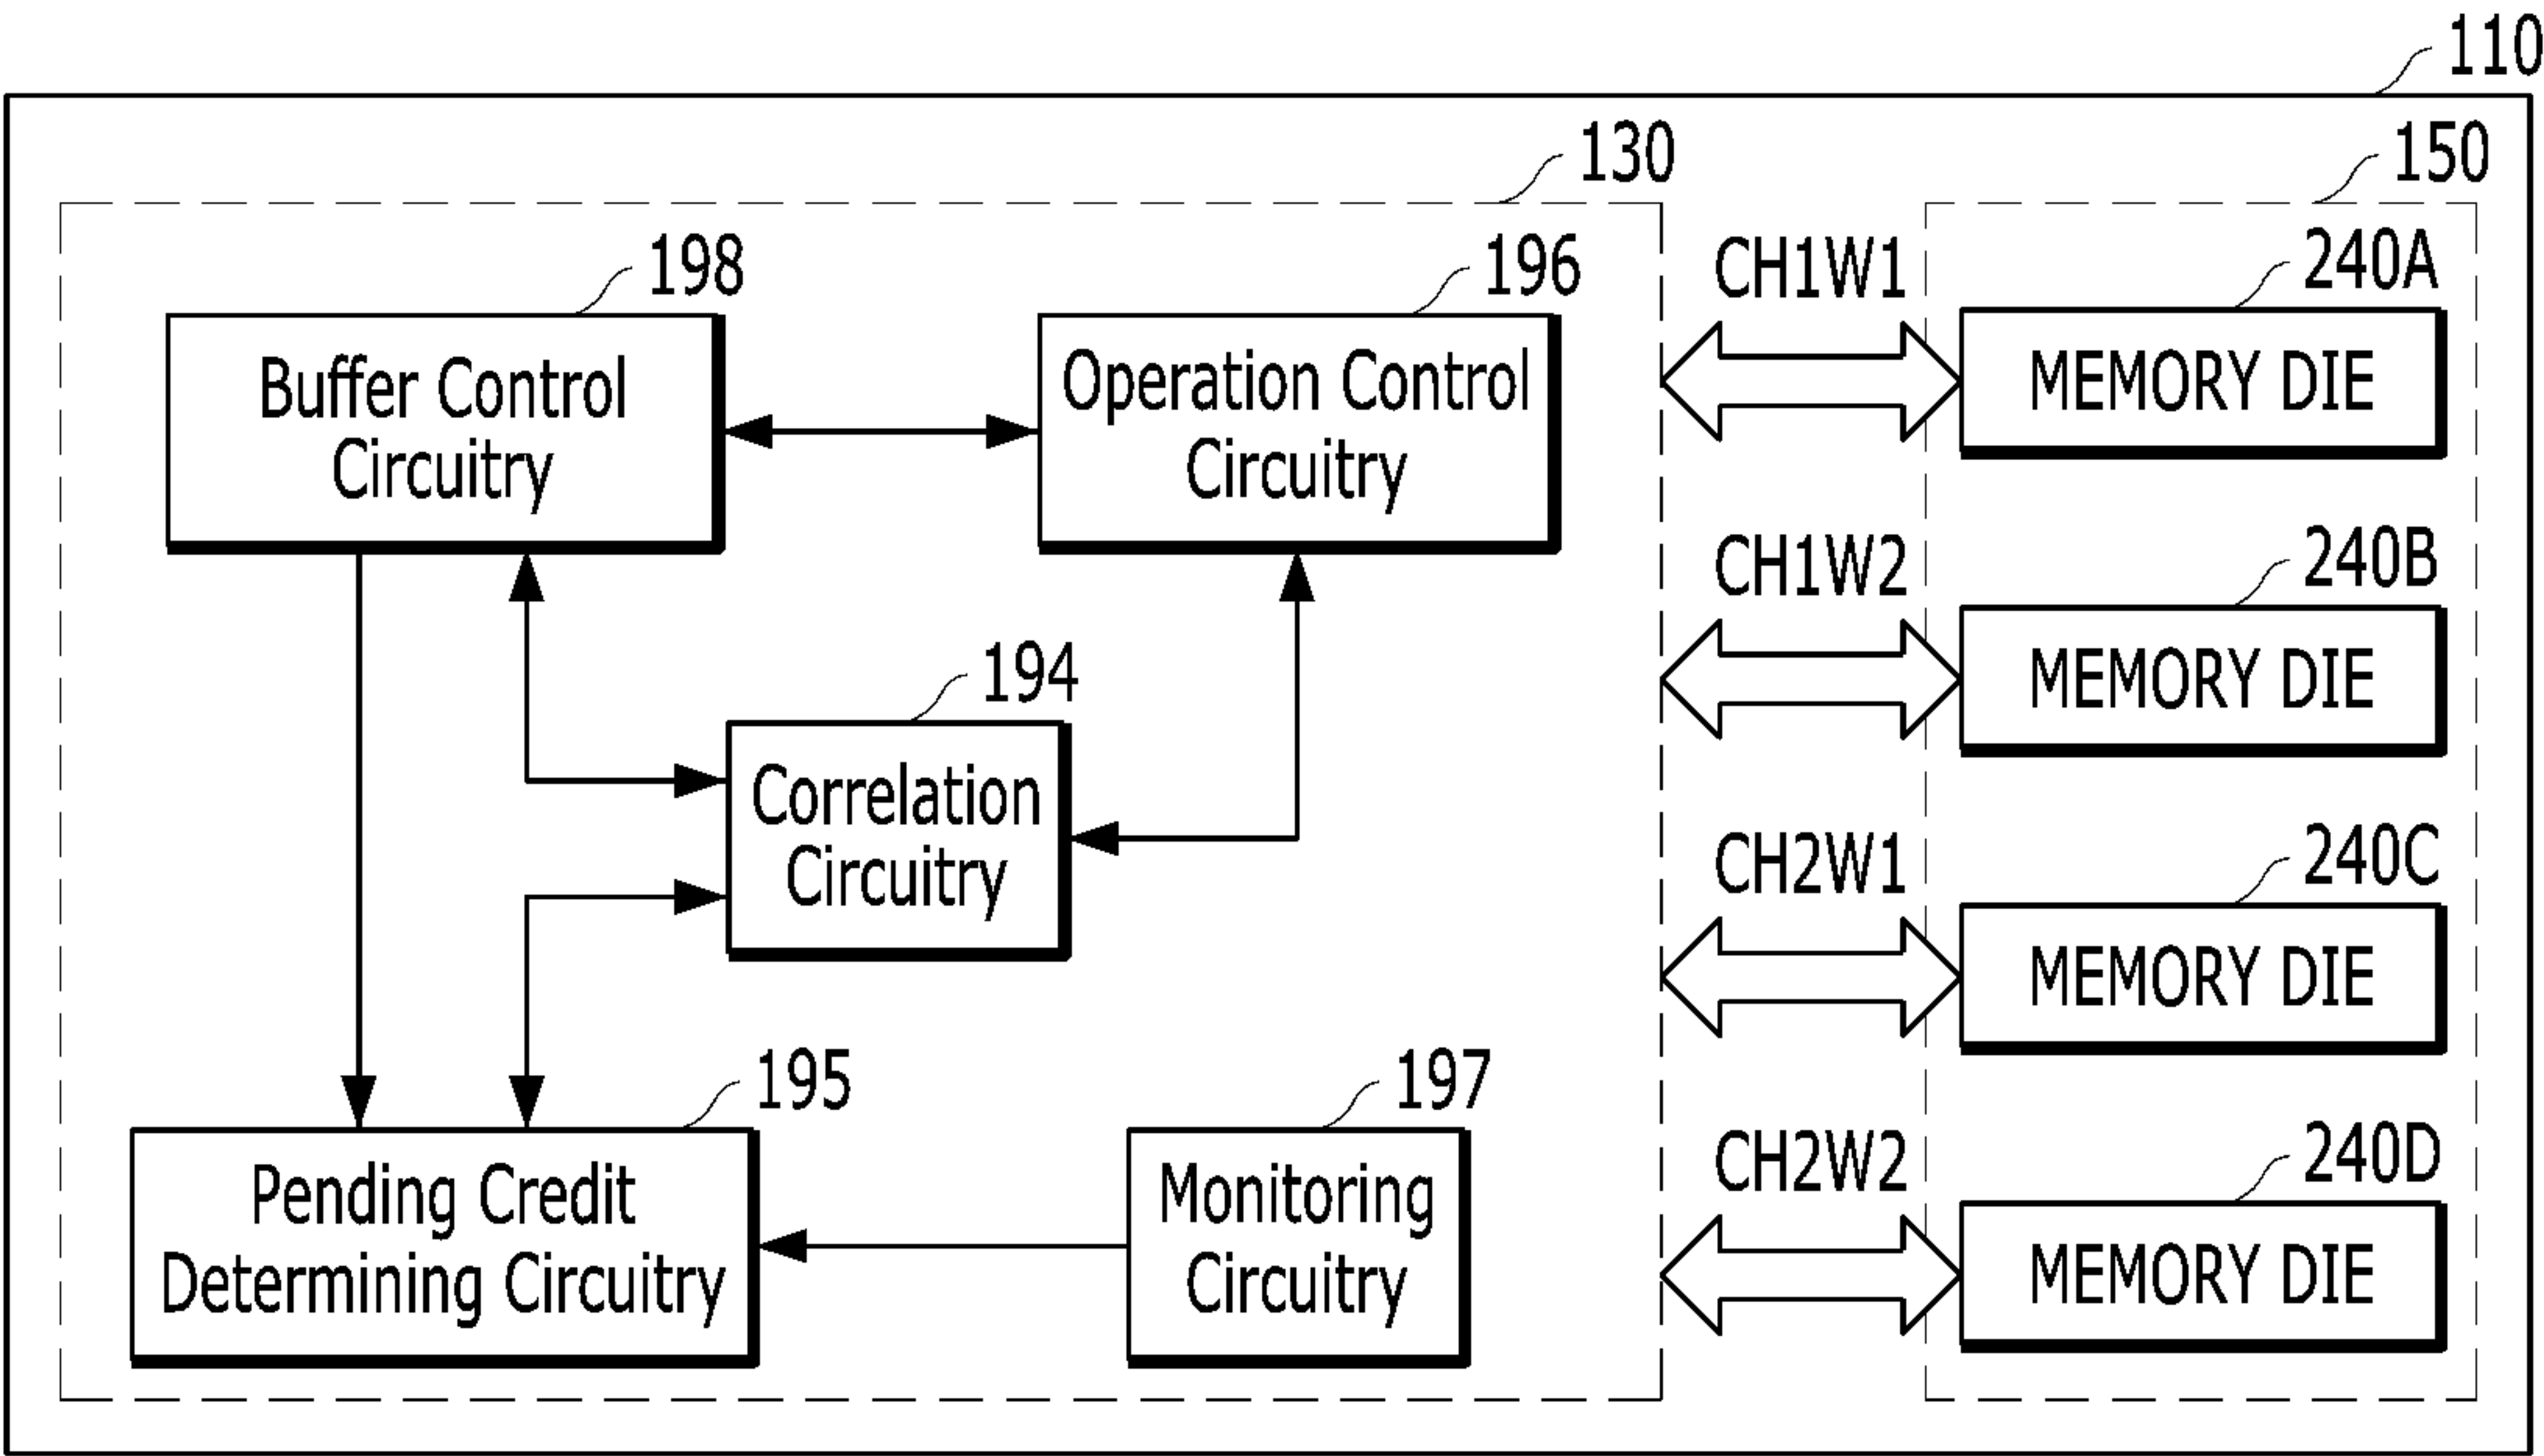 110
130
150
198
Buffer Control
Circuitry
196
Operation Control
Circuitry
194
Correlation
Circuitry
195
Pending Credit
Determining Circuitry
197
Monitoring
Circuitry
CH1W1
240A
MEMORY DIE
CH1W2
240B
MEMORY DIE
CH2W1
240C
MEMORY DIE
CH2W2
240D
MEMORY DIE